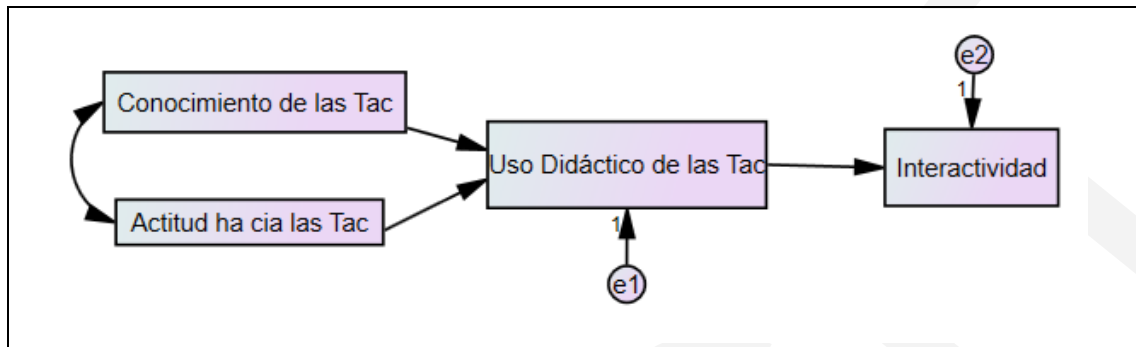 e2
1
Conocimiento de las Tac
Uso Didáctico de las Tac
Interactividad
Actitud ha cia las Tac
1
e1